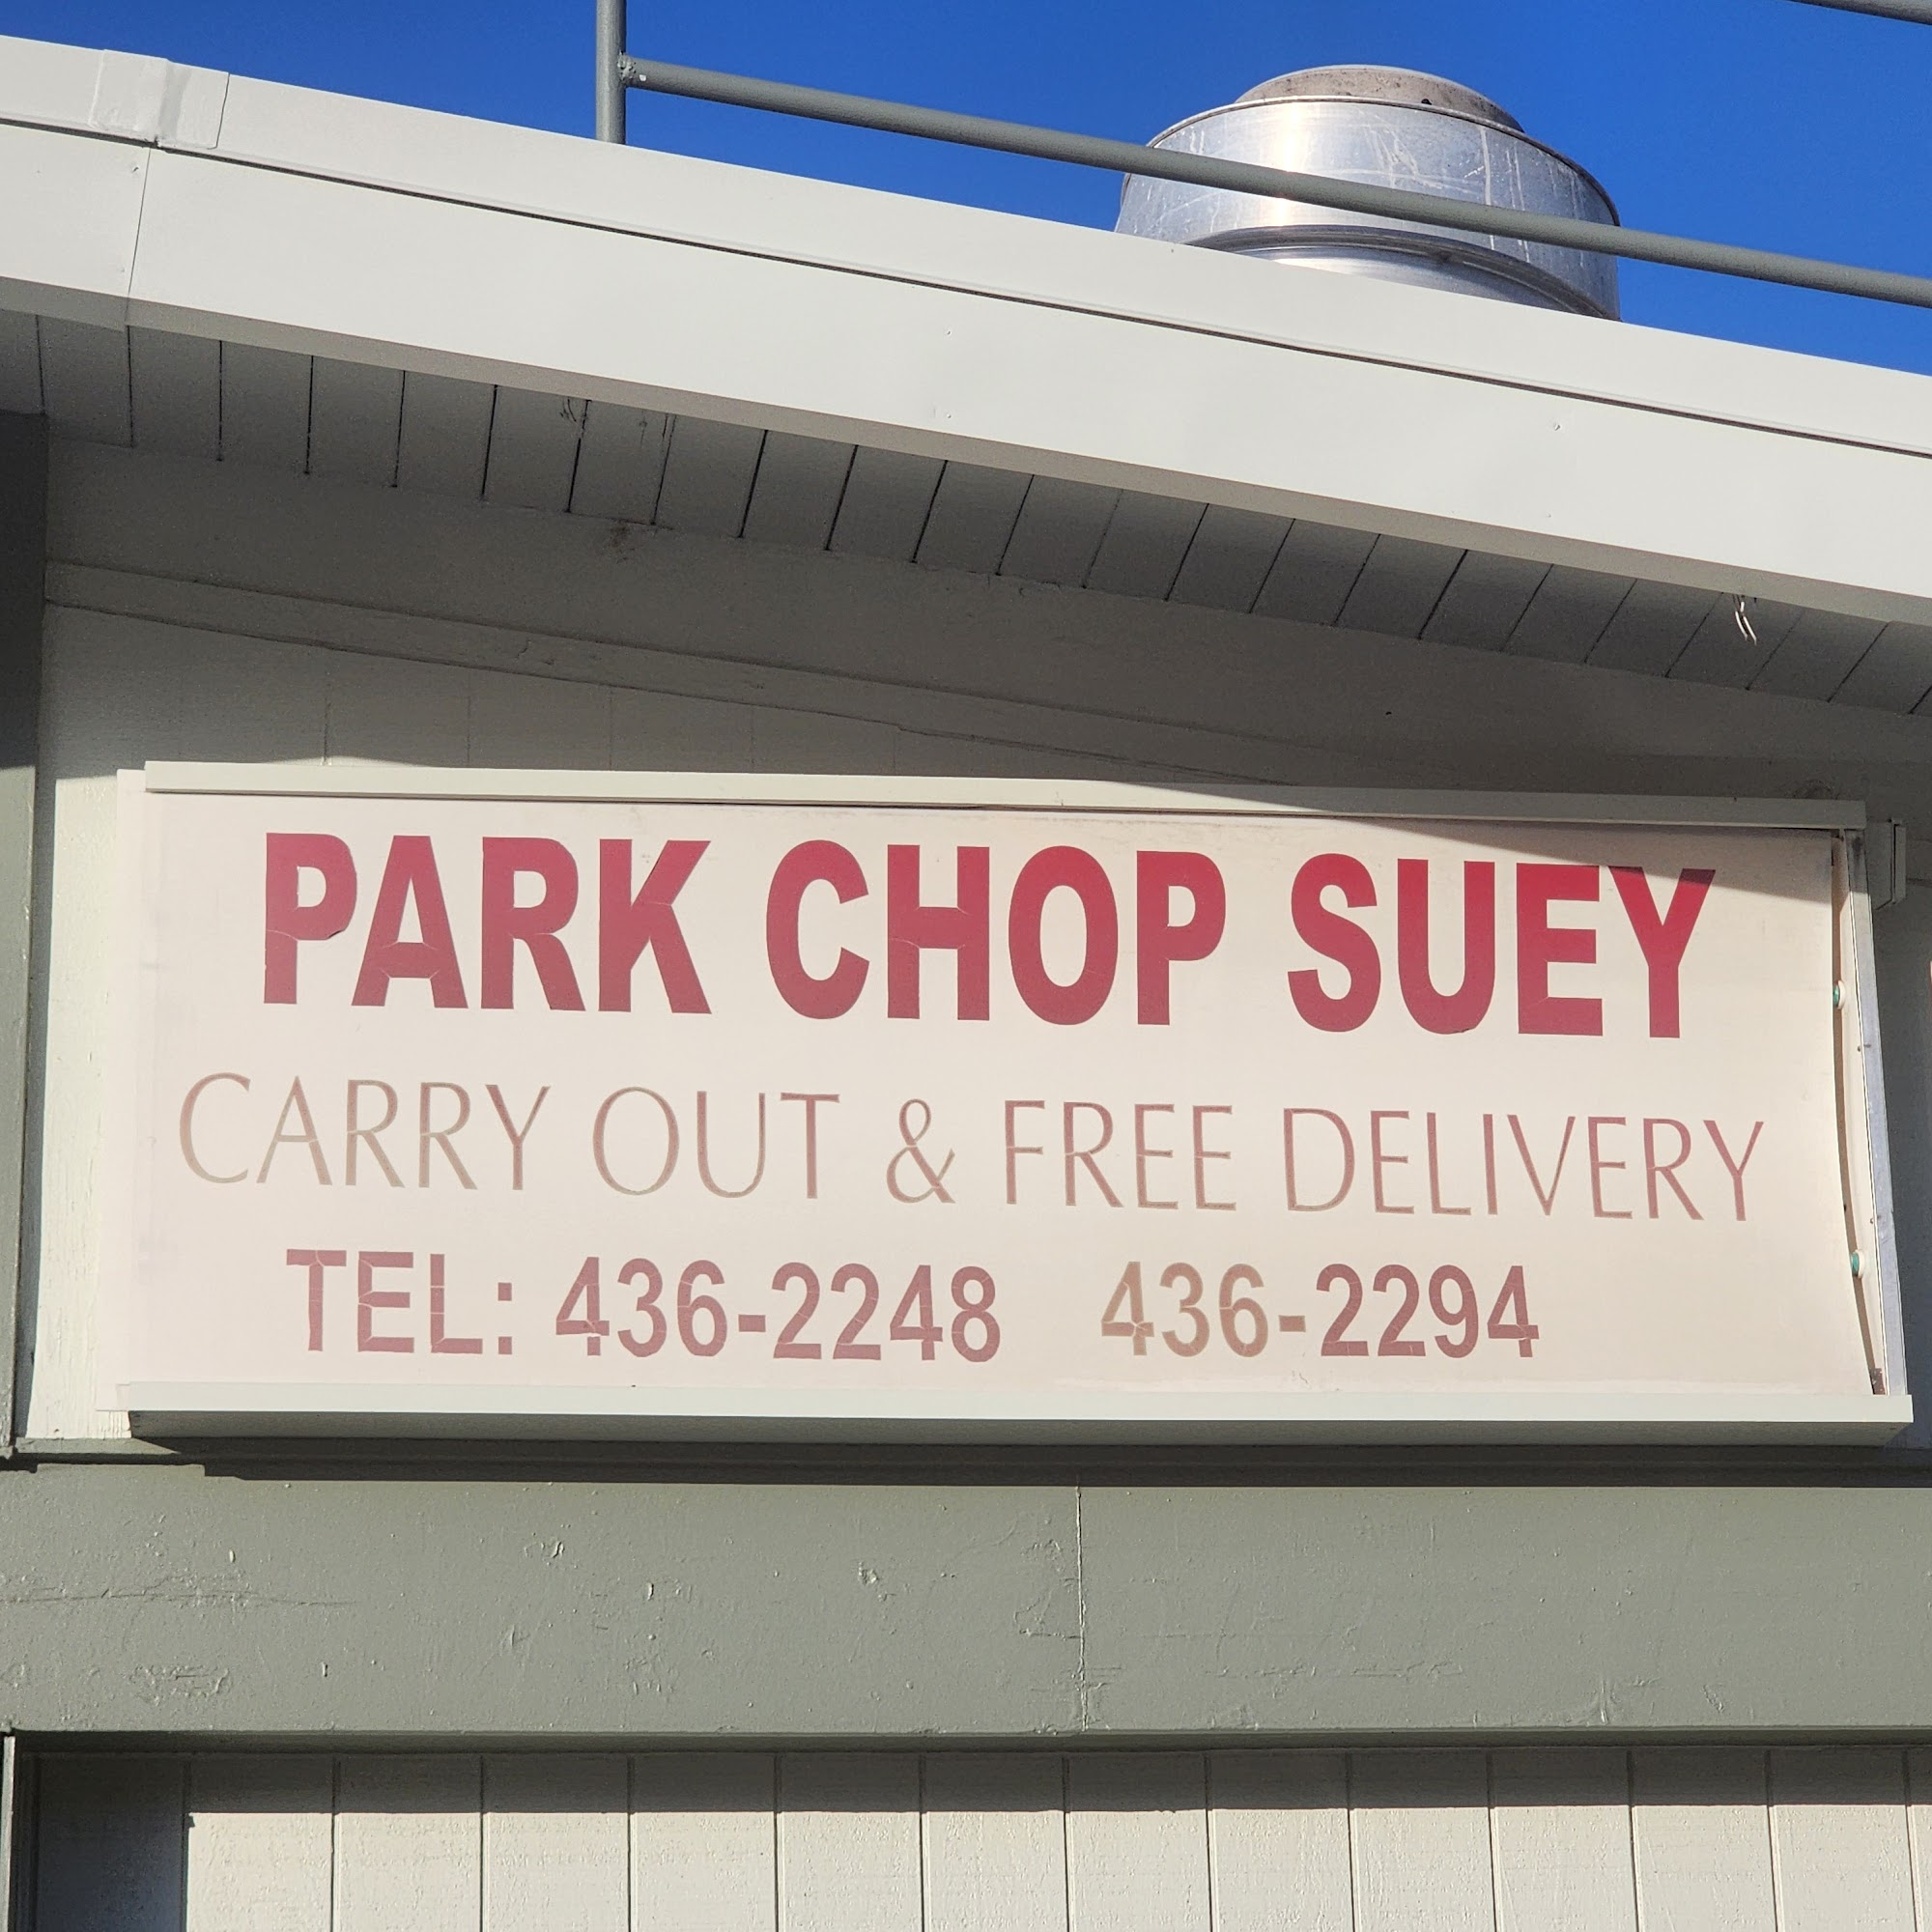 PARK CHOP SUEY
CARRY OUT & FREE DELIVERY
TEL: 436-2248 436-2294